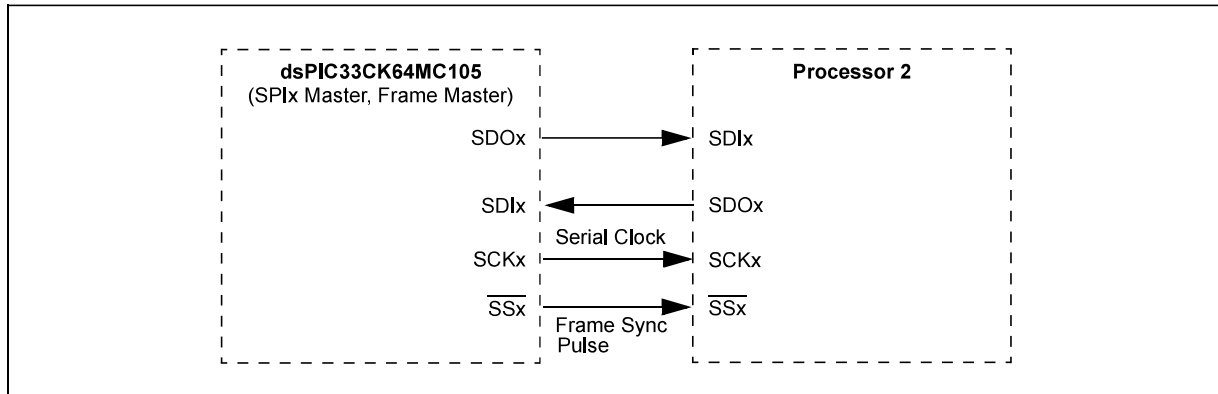 dsPIC33CK64MC105
(SPIx Master, Frame Master)
Processor 2
SDOx
SDIx
SDIx
SDOx
Serial Clock
SCKx
SCKx
SSx
SSx
Frame Sync
Pulse